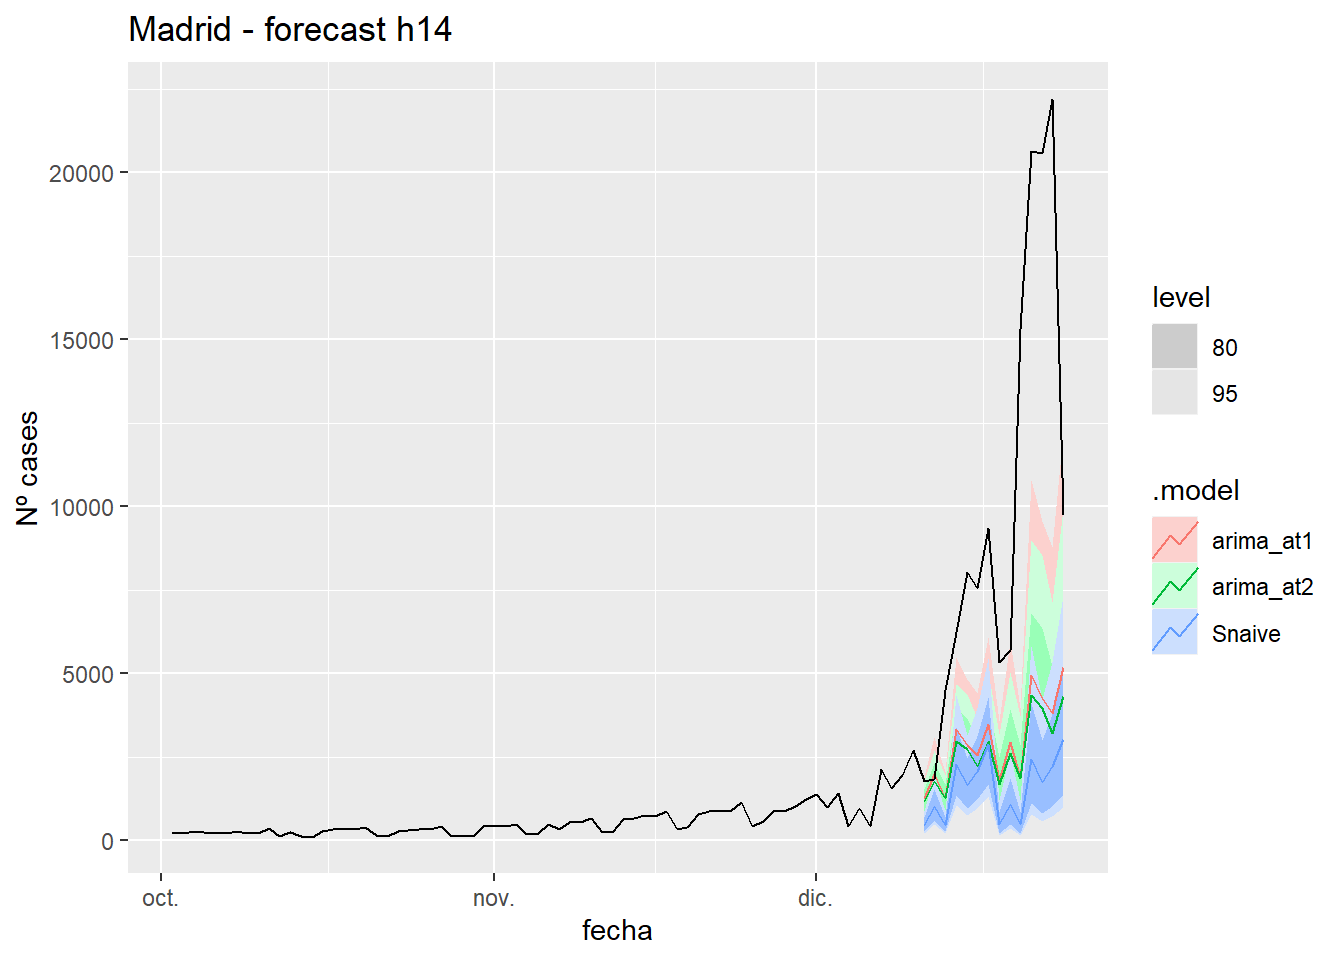 Madrid - forecast h14
Nº cases
20000
15000
10000
5000
0
oct.
nov.
dic.
fecha
level
80
95
.model
arima_at1
arima_at2
Snaive